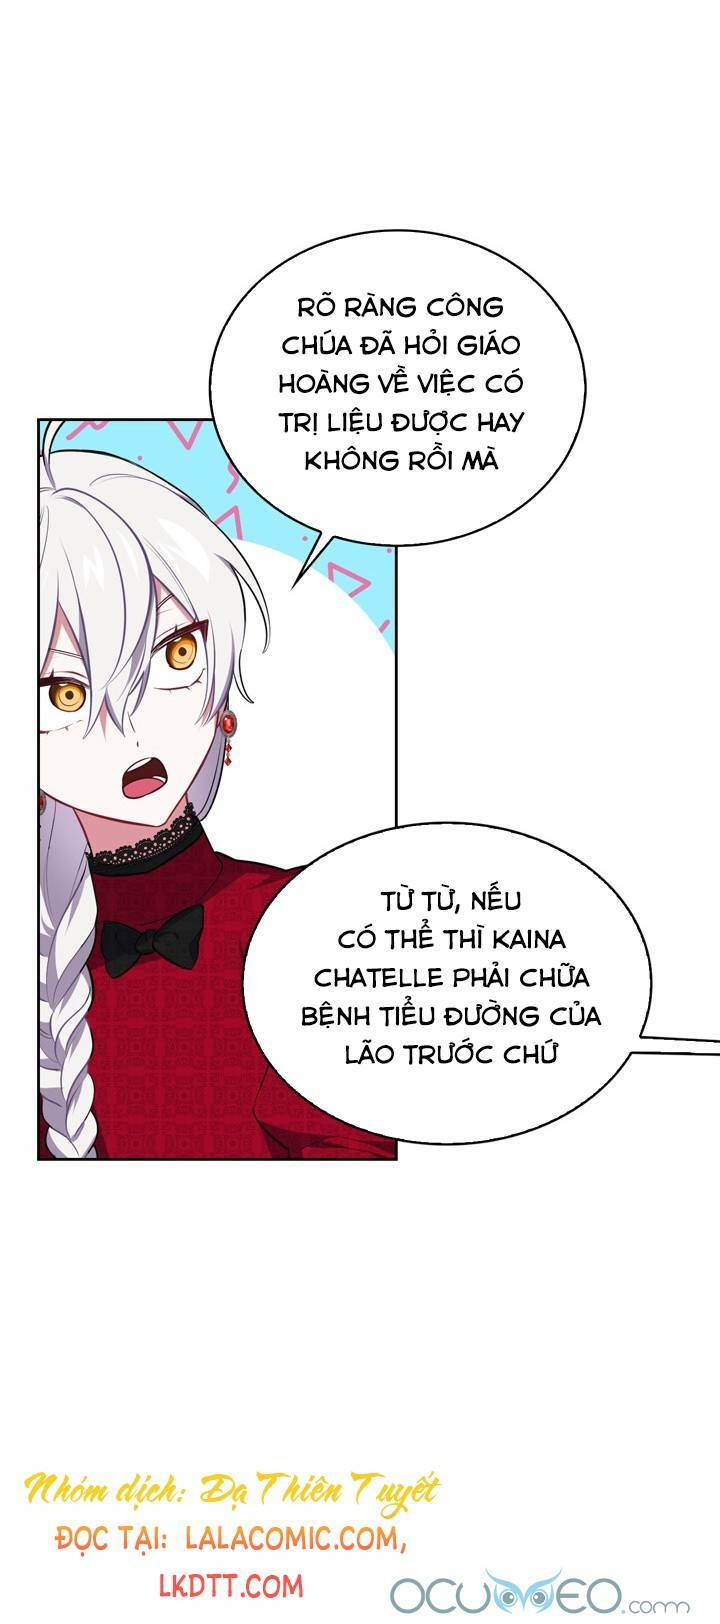 RÕ RÀNG CÔNG
CHÚA ĐÃ HỎI GIÁO
HOÀNG VỀ VIỆC CÓ
TRỊ LIỆU ĐƯỢC HAY
KHÔNG RỒI MÀ
TỪ TỪ, NẾU
CÓ THỂ THÌ KAINA
CHATELLE PHẢI CHỮA
BỆNH TIỂU ĐƯỜNG CỦA
LÃO TRƯỚC CHỨ
Nhóm dịch: Dạ Thiên Tuyết
ĐỌC TẠI: LALACOMIC.COM,
LKDTT.COM
OCUMEO.comm